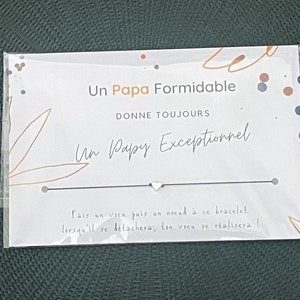 Un Papa Formidable
DONNE TOUJOURS
Un Papy Exceptionnel
Fais un voeu puis un noeud à ce bracelet
lorsqu'il se détachera, ton voeu se réalisera !